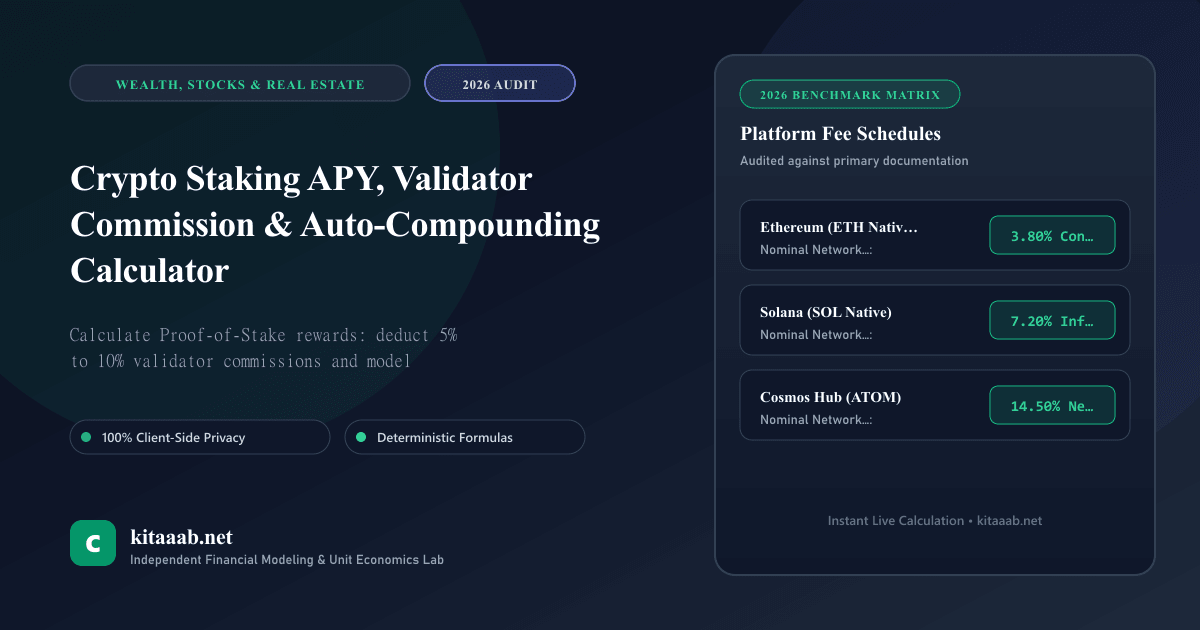 WEALTH, STOCKS & REAL ESTATE
2026 AUDIT
Crypto Staking APY, Validator
Commission & Auto-Compounding
Calculator
Calculate Proof-of-Stake rewards: deduct 5%
to 10% validator commissions and model
100% Client-Side Privacy
Deterministic Formulas
C
kitaaab.net
Independent Financial Modeling & Unit Economics Lab
2026 BENCHMARK MATRIX
Platform Fee Schedules
Audited against primary documentation
Ethereum (ETH Nativ…
Nominal Network…:
3.80% Con…
Solana (SOL Native)
Nominal Network…:
7.20% Inf…
Cosmos Hub (ATOM)
Nominal Network…:
14.50% Ne…
Instant Live Calculation • kitaaab.net